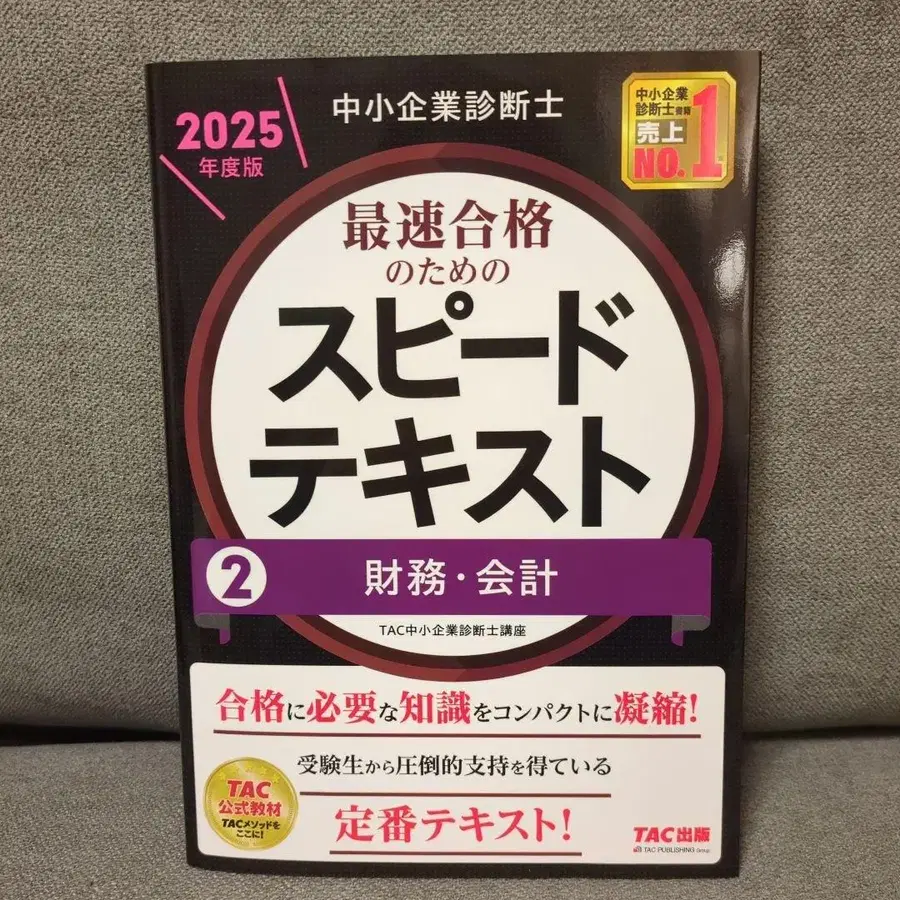 2025
年度版
中小企業診断士
中小企業
診断士書籍
売上
NO.1
最速合格
のための
スピード
テキスト
2 財務・会計
TAC中小企業診断士講座
合格に必要な知識をコンパクトに凝縮!
受験生から圧倒的支持を得ている
定番テキスト!
TAC
公式教材
TACメソッドを
ここに!
TAC出版
TAC PUBLISHING Group